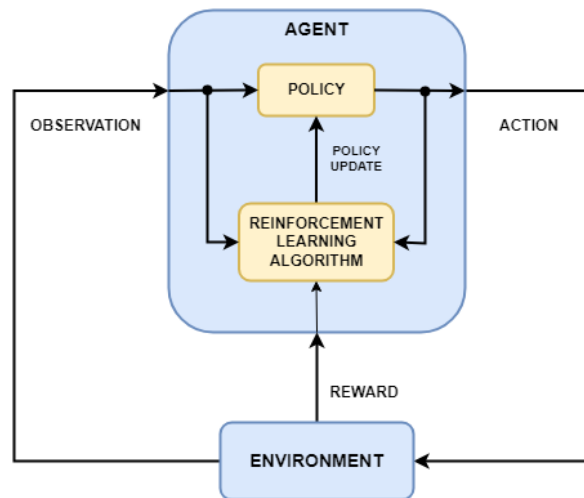 AGENT
POLICY
OBSERVATION
ACTION
POLICY
UPDATE
REINFORCEMENT
LEARNING
ALGORITHM
REWARD
ENVIRONMENT